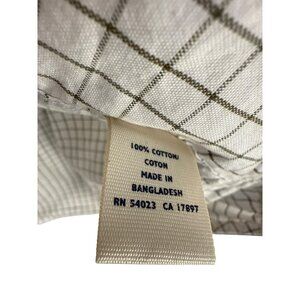 100% COTTON/
COTON
MADE IN
BANGLADESH
RN 54023 CA 17897